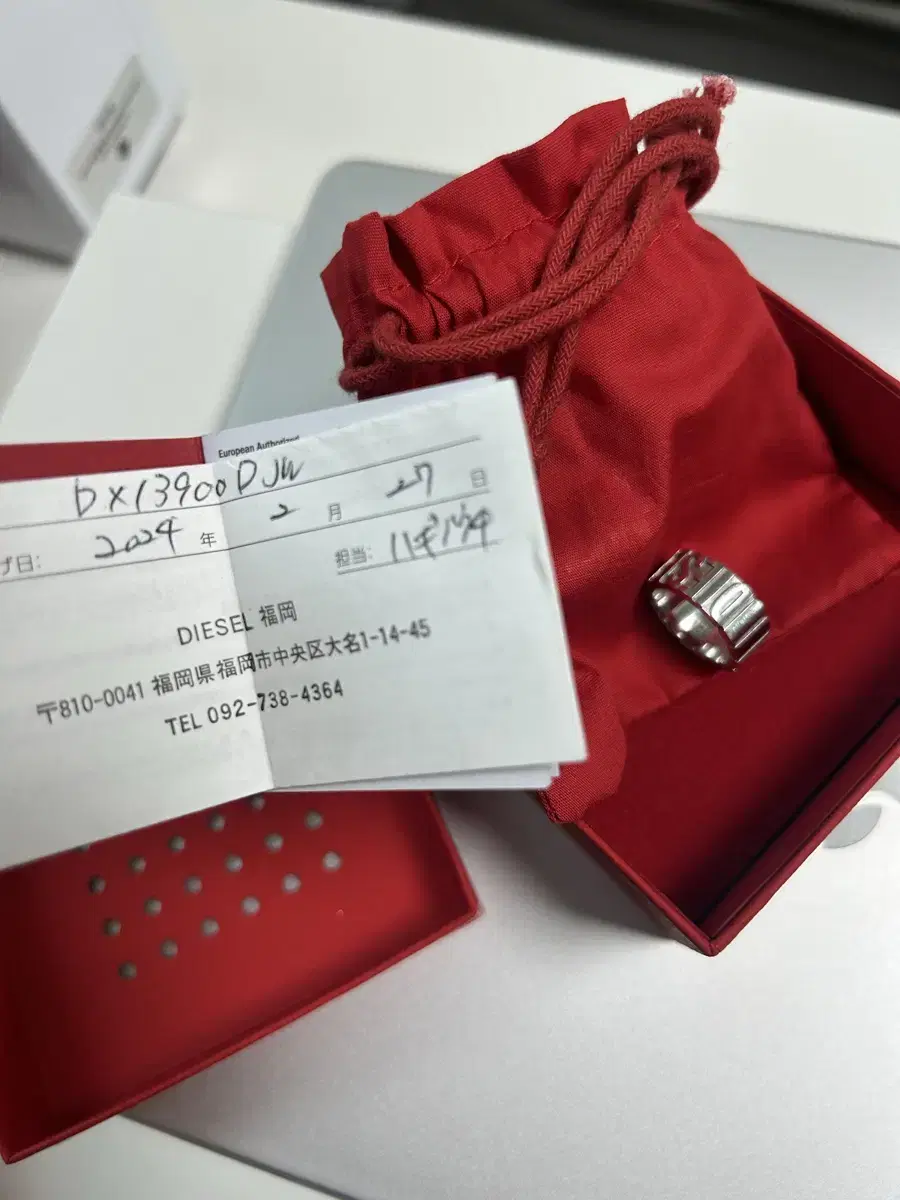 European Authorized
DX13900DJW
日:
2024 年 2 月 27 日
担当:
DIESEL 福岡
〒810-0041 福岡県福岡市中央区大名1-14-45
TEL 092-738-4364